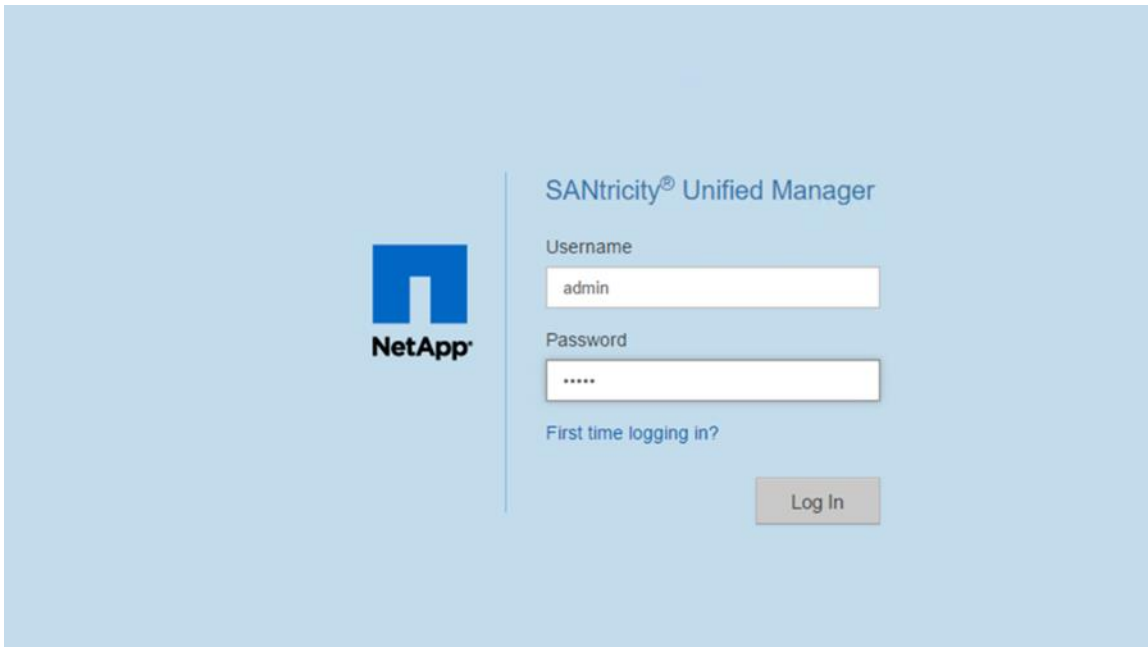 SANtricity® Unified Manager
Username
admin
NetApp
Password
•••••
First time logging in?
Log In